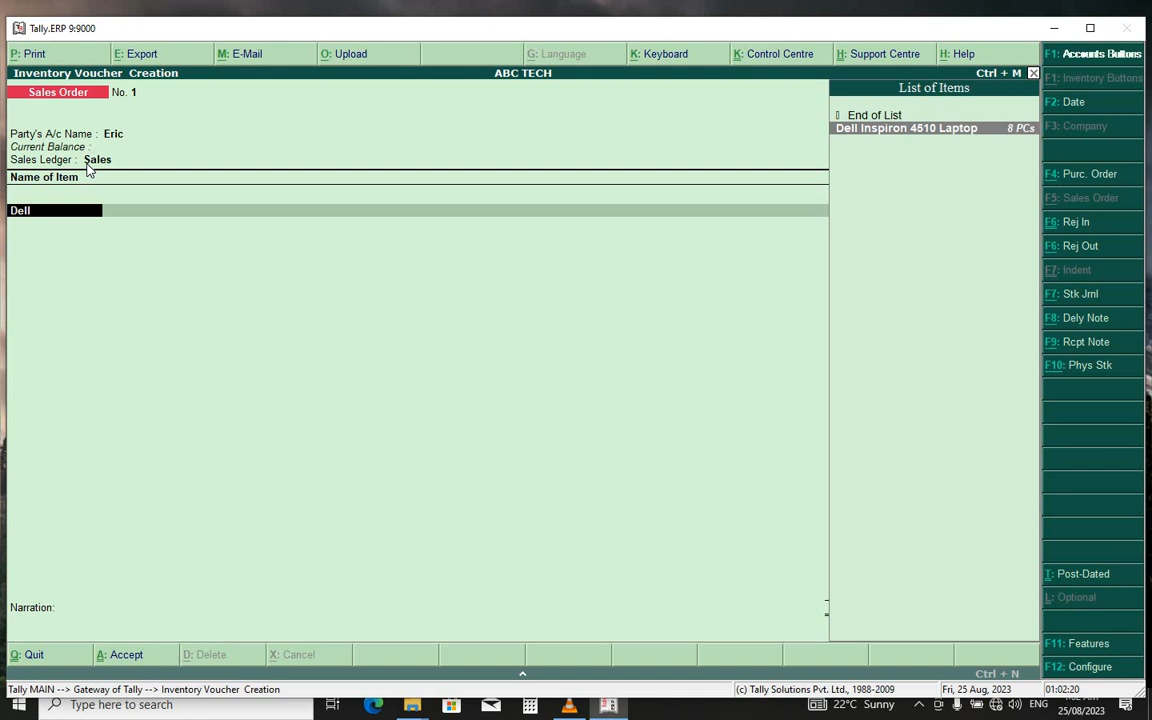 Tally.ERP 9:9000
P: Print
E: Export
M: E-Mail
O: Upload
G: Language
K: Keyboard
K: Control Centre
H: Support Centre
H: Help
F1: Accounts Buttons
Inventory Voucher Creation
ABC TECH
Ctrl + M
F1: Inventory Buttons
Sales Order
No. 1
List of Items
F2: Date
End of List
Dell Inspiron 4510 Laptop
8 PCs
F3: Company
Party's A/c Name : Eric
Current Balance :
Sales Ledger : Sales
Name of Item
F4: Purc. Order
F5: Sales Order
Dell
F6: Rej In
F6: Rej Out
F7: Indent
F7: Stk Jrnl
F8: Dely Note
F9: Rcpt Note
F10: Phys Stk
T: Post-Dated
L: Optional
Narration:
F11: Features
Q: Quit
A: Accept
D: Delete
X: Cancel
F12: Configure
Ctrl + N
Tally MAIN --> Gateway of Tally --> Inventory Voucher Creation
(c) Tally Solutions Pvt. Ltd., 1988-2009
Fri, 25 Aug, 2023
01:02:20
Type here to search
22°C Sunny
ENG
25/08/2023